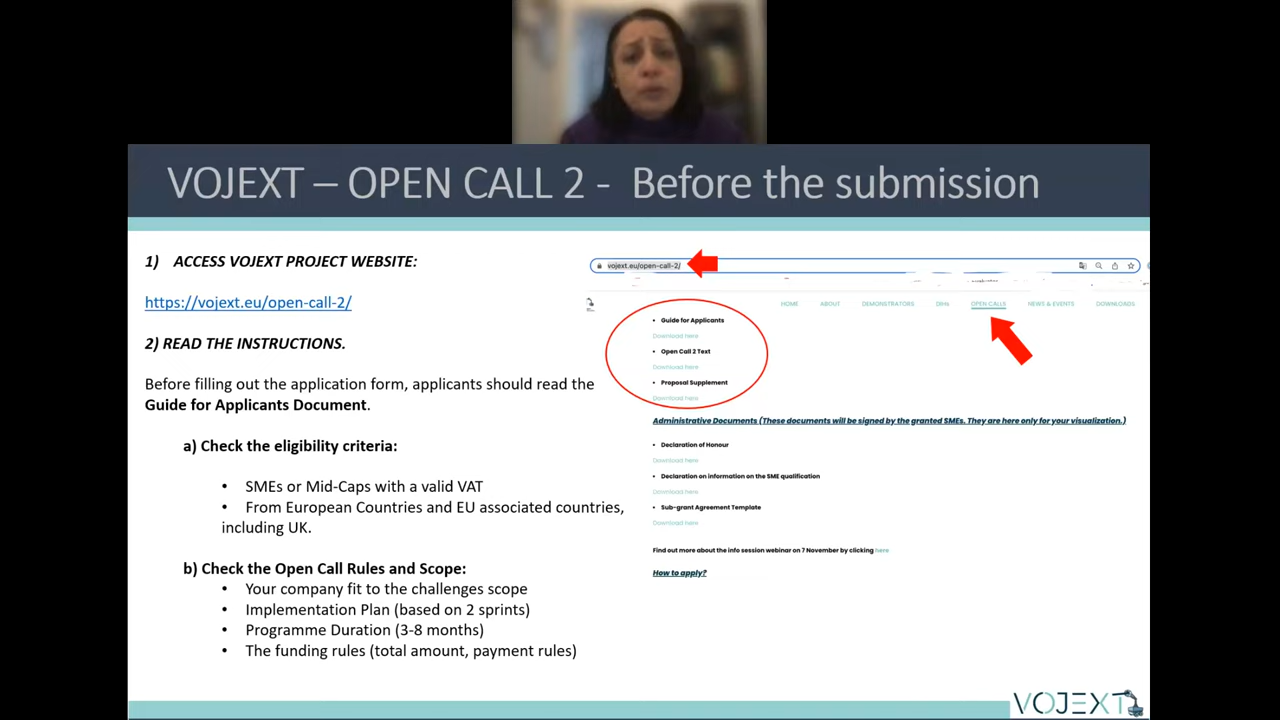 VOJEXT – OPEN CALL 2 - Before the submission
1) ACCESS VOJEXT PROJECT WEBSITE:
https://vojext.eu/open-call-2/
2) READ THE INSTRUCTIONS.
Before filling out the application form, applicants should read the
Guide for Applicants Document.
a) Check the eligibility criteria:
• SMEs or Mid-Caps with a valid VAT
• From European Countries and EU associated countries,
including UK.
b) Check the Open Call Rules and Scope:
• Your company fit to the challenges scope
• Implementation Plan (based on 2 sprints)
• Programme Duration (3-8 months)
• The funding rules (total amount, payment rules)
vojext.eu/open-call-2/
HOME ABOUT DEMONSTRATORS DIHs OPEN CALLS NEWS & EVENTS DOWNLOADS
• Guide for Applicants
Download here
• Open Call 2 Text
Download here
• Proposal Supplement
Download here
Administrative Documents (These documents will be signed by the granted SMEs. They are here only for your visualization.)
• Declaration of Honour
Download here
• Declaration on information on the SME qualification
Download here
• Sub-grant Agreement Template
Download here
Find out more about the info session webinar on 7 November by clicking here
How to apply?
VOJEXT